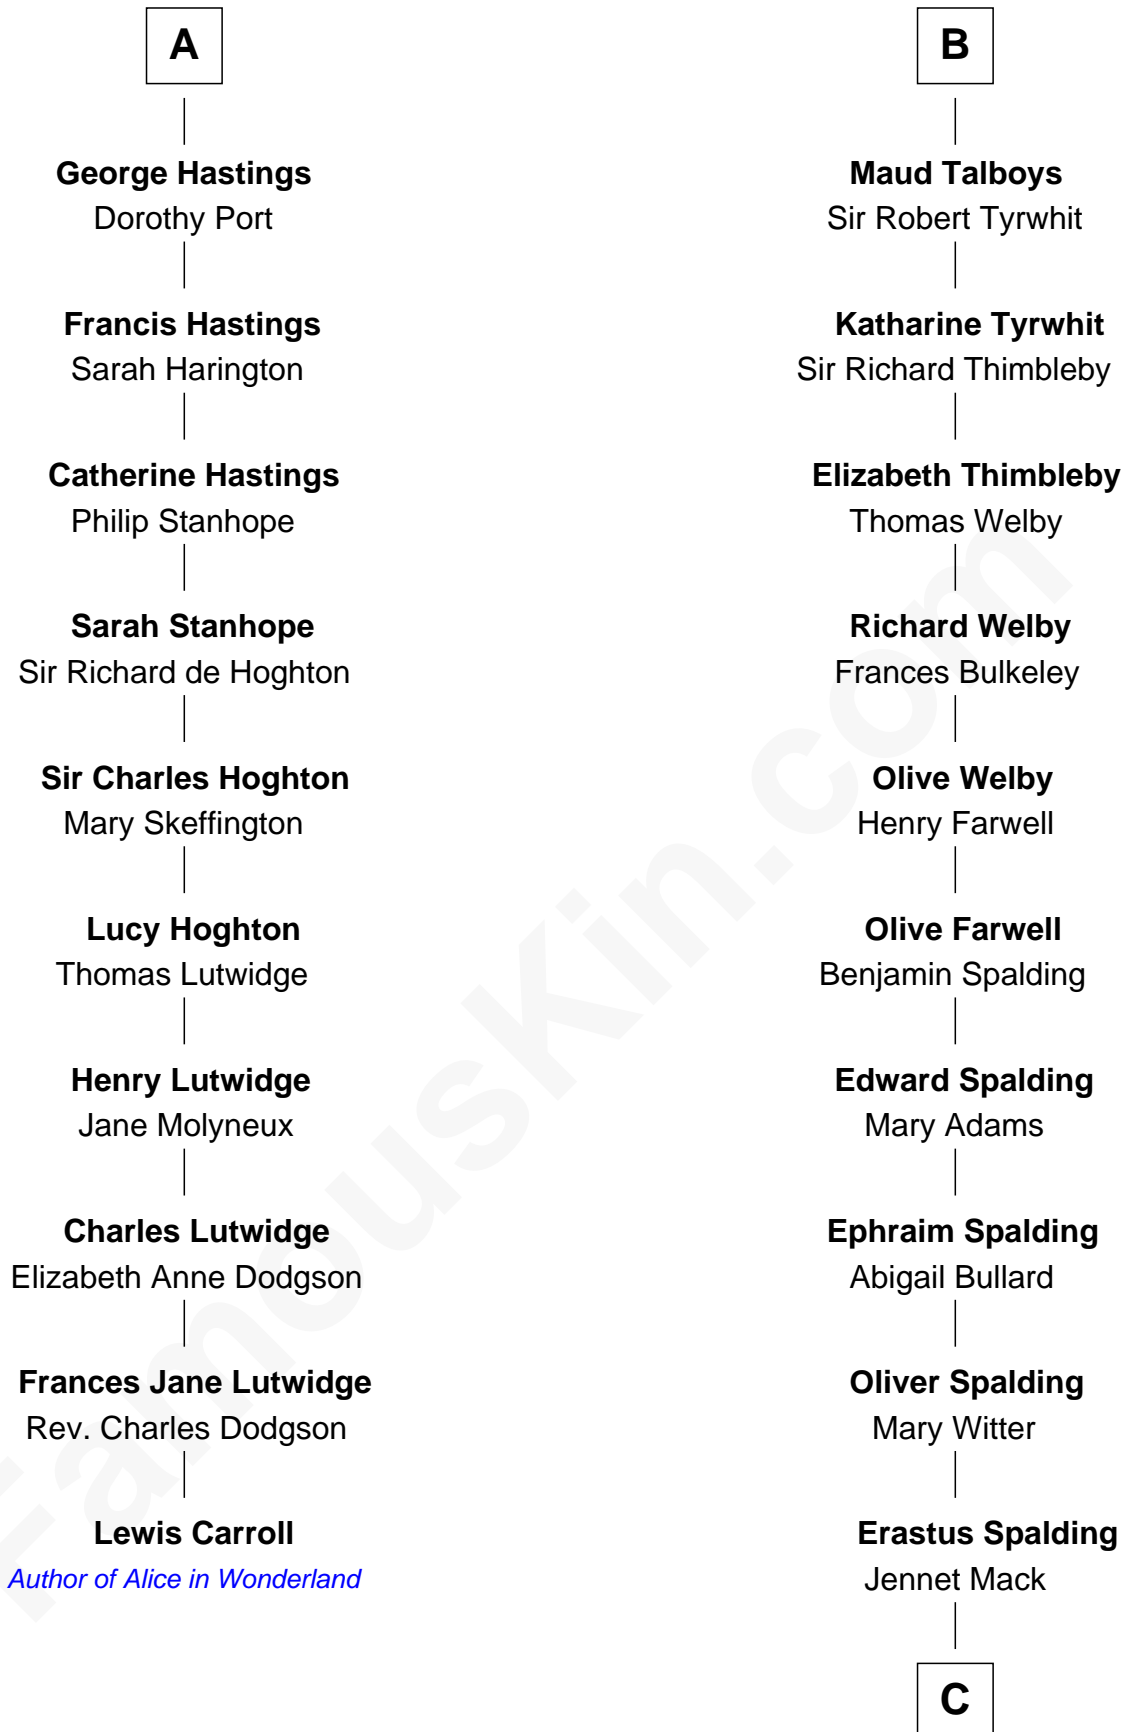 A
George Hastings
Dorothy Port
Francis Hastings
Sarah Harington
Catherine Hastings
Philip Stanhope
Sarah Stanhope
Sir Richard de Hoghton
Sir Charles Hoghton
Mary Skeffington
Lucy Hoghton
Thomas Lutwidge
Henry Lutwidge
Jane Molyneux
Charles Lutwidge
Elizabeth Anne Dodgson
Frances Jane Lutwidge
Rev. Charles Dodgson
Lewis Carroll
Author of Alice in Wonderland
B
Maud Talboys
Sir Robert Tyrwhit
Katharine Tyrwhit
Sir Richard Thimbleby
Elizabeth Thimbleby
Thomas Welby
Richard Welby
Frances Bulkeley
Olive Welby
Henry Farwell
Olive Farwell
Benjamin Spalding
Edward Spalding
Mary Adams
Ephraim Spalding
Abigail Bullard
Oliver Spalding
Mary Witter
Erastus Spalding
Jennet Mack
C
FamousKin.com